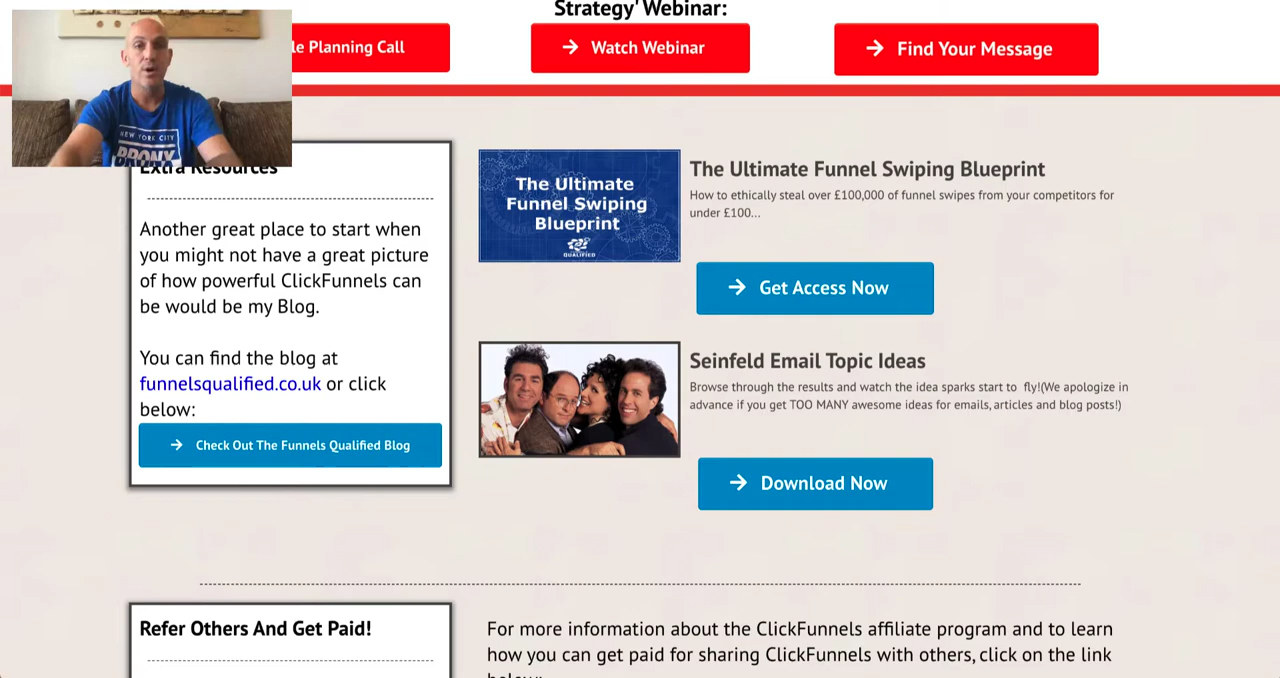 Strategy' Webinar:
le Planning Call
Watch Webinar
Find Your Message
NEW YORK CITY
BRONX
Extra Resources
Another great place to start when
you might not have a great picture
of how powerful ClickFunnels can
be would be my Blog.
You can find the blog at
funnelsqualified.co.uk or click
below:
Check Out The Funnels Qualified Blog
The Ultimate
Funnel Swiping
Blueprint
QUALIFIED
The Ultimate Funnel Swiping Blueprint
How to ethically steal over £100,000 of funnel swipes from your competitors for
under £100...
Get Access Now
Seinfeld Email Topic Ideas
Browse through the results and watch the idea sparks start to fly!(We apologize in
advance if you get TOO MANY awesome ideas for emails, articles and blog posts!)
Download Now
Refer Others And Get Paid!
For more information about the ClickFunnels affiliate program and to learn
how you can get paid for sharing ClickFunnels with others, click on the link
below: